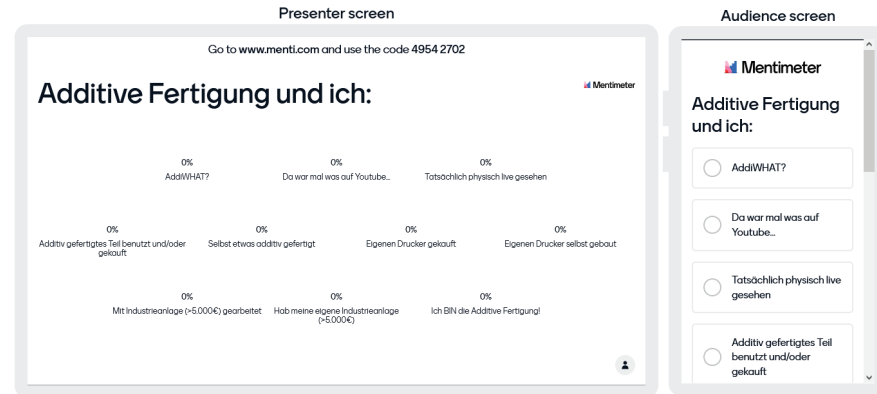 Presenter screen
Go to www.menti.com and use the code 4954 2702
Additive Fertigung und ich:
Mentimeter
0%
AddiWHAT?
0%
Da war mal was auf Youtube...
0%
Tatsächlich physisch live gesehen
0%
Additiv gefertigtes Teil benutzt und/oder
gekauft
0%
Selbst etwas additiv gefertigt
0%
Eigenen Drucker gekauft
0%
Eigenen Drucker selbst gebaut
0%
Mit Industrieanlage (>5.000€) gearbeitet
0%
Hab meine eigene Industrieanlage
(>5.000€)
0%
Ich BIN die Additive Fertigung!
Audience screen
Mentimeter
Additive Fertigung
und ich:
AddiWHAT?
Da war mal was auf
Youtube...
Tatsächlich physisch live
gesehen
Additiv gefertigtes Teil
benutzt und/oder
gekauft